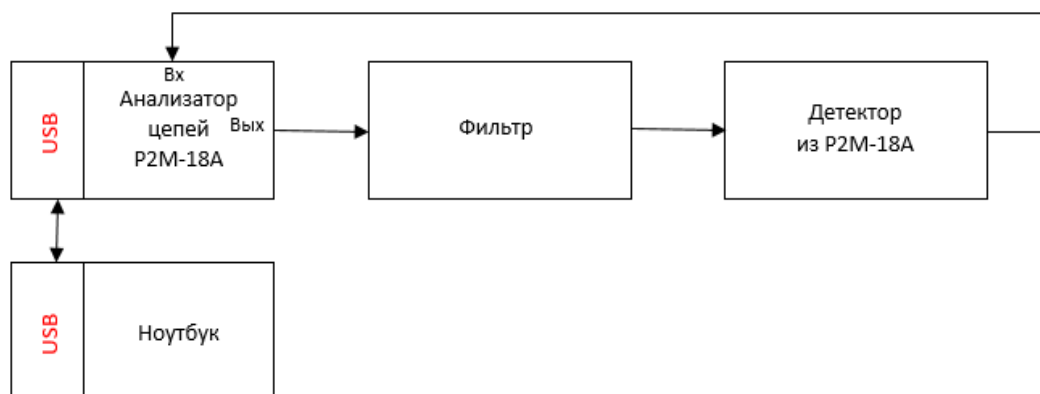 Вх
Анализатор
цепей
Вых
Р2М-18А
USB
Фильтр
Детектор
из Р2М-18А
USB
Ноутбук